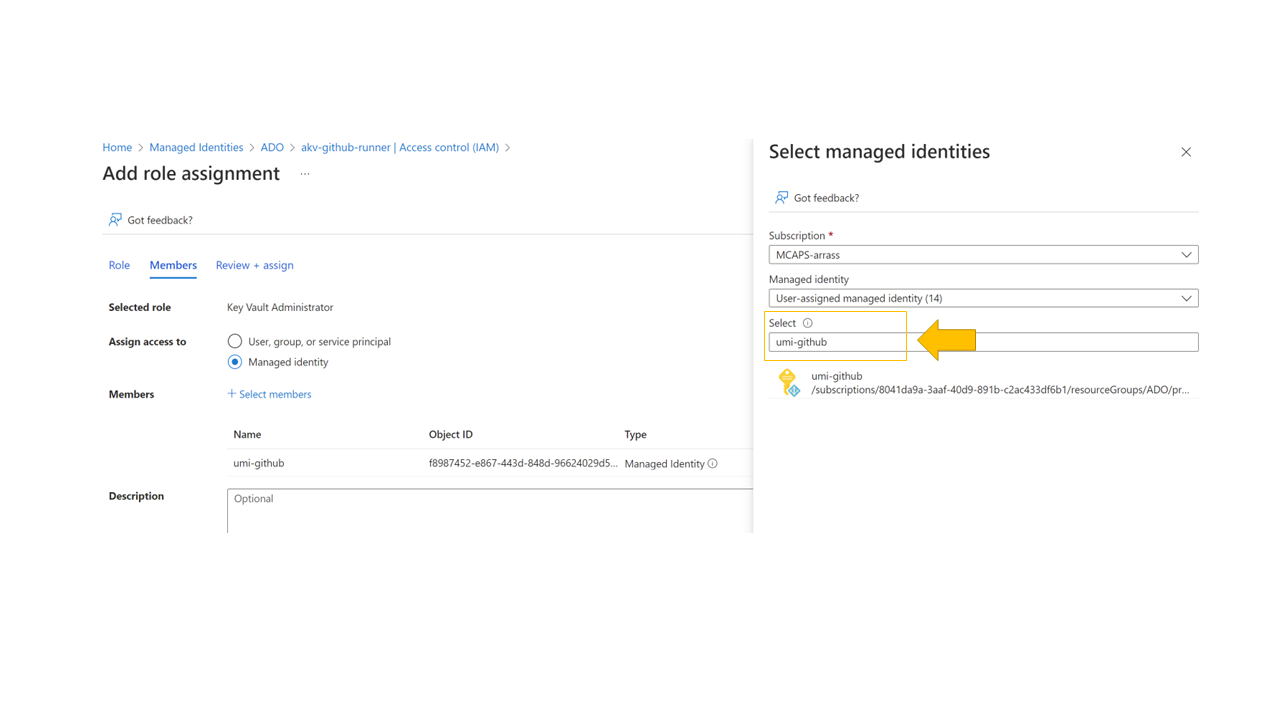 Home > Managed Identities > ADO > akv-github-runner | Access control (IAM) >
Add role assignment ...
Got feedback?
Role Members Review + assign
Selected role Key Vault Administrator
Assign access to User, group, or service principal
Managed identity
Members + Select members
Name Object ID Type
umi-github f8987452-e867-443d-848d-96624029d5... Managed Identity
Description Optional
Select managed identities
Got feedback?
Subscription *
MCAPS-arrass
Managed identity
User-assigned managed identity (14)
Select
umi-github
umi-github
/subscriptions/8041da9a-3aaf-40d9-891b-c2ac433df6b1/resourceGroups/ADO/pr...